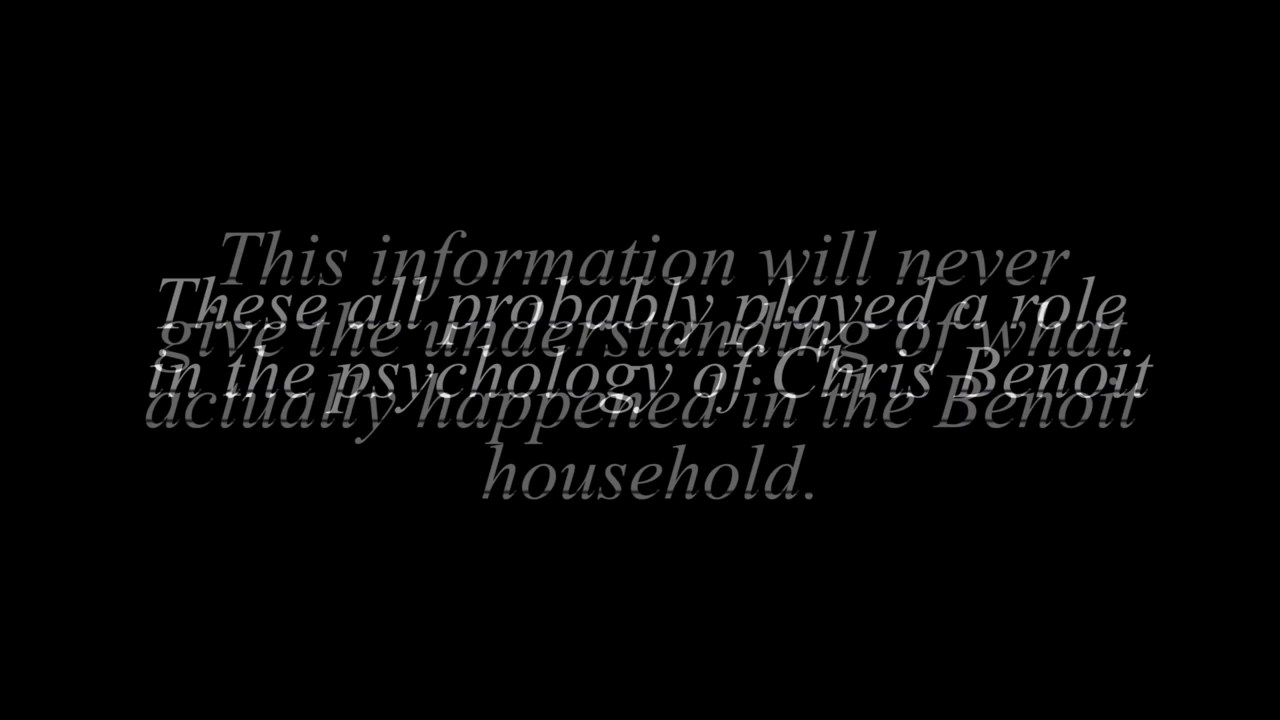 This information will never
give the understanding of what
actually happened in the Benoit
household.
These all probably played a role
in the psychology of Chris Benoit